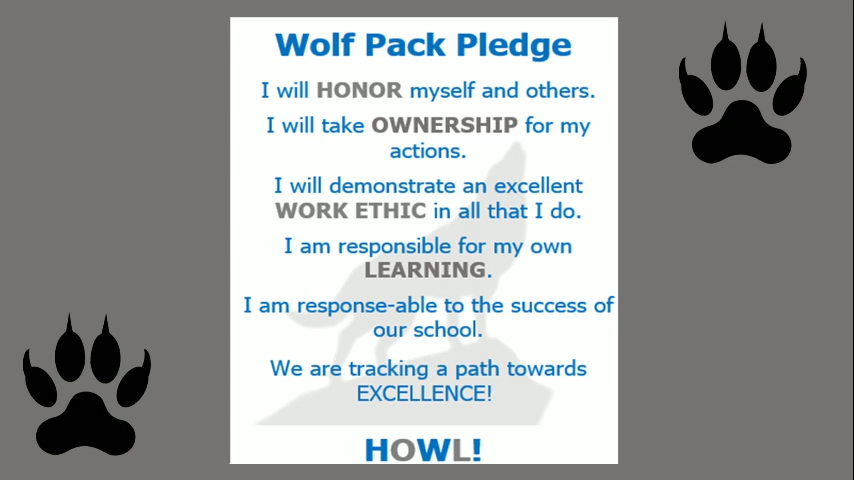 Wolf Pack Pledge
I will HONOR myself and others.
I will take OWNERSHIP for my
actions.
I will demonstrate an excellent
WORK ETHIC in all that I do.
I am responsible for my own
LEARNING.
I am response-able to the success of
our school.
We are tracking a path towards
EXCELLENCE!
HOWL!